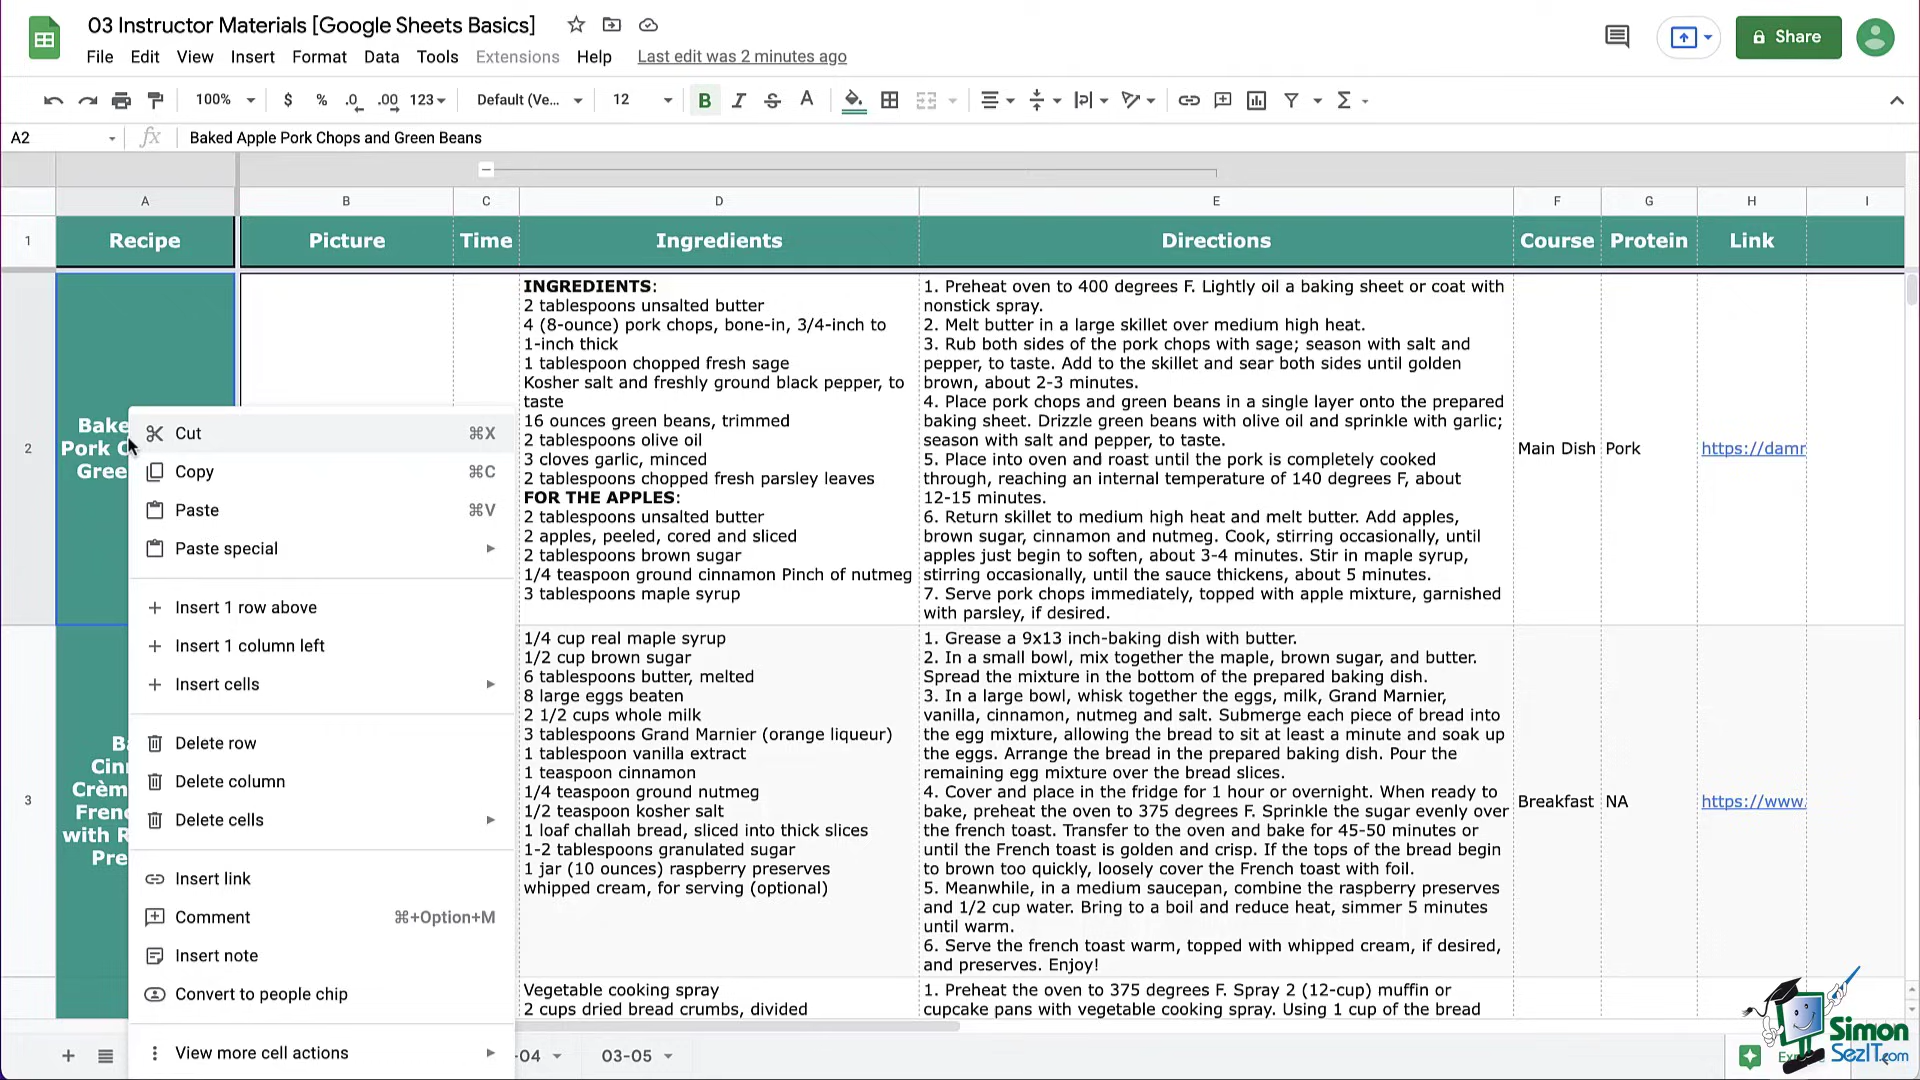 03 Instructor Materials [Google Sheets Basics]
File Edit View Insert Format Data Tools Extensions Help Last edit was 2 minutes ago
Share
100% $ % .0 .00 123 Default (Ve... 12 B I S A
A2 fx Baked Apple Pork Chops and Green Beans
A B C D E F G H I
1 Recipe Picture Time Ingredients Directions Course Protein Link
2
Bake
Pork C
Gree
INGREDIENTS:
2 tablespoons unsalted butter
4 (8-ounce) pork chops, bone-in, 3/4-inch to
1-inch thick
1 tablespoon chopped fresh sage
Kosher salt and freshly ground black pepper, to
taste
16 ounces green beans, trimmed
2 tablespoons olive oil
3 cloves garlic, minced
2 tablespoons chopped fresh parsley leaves
FOR THE APPLES:
2 tablespoons unsalted butter
2 apples, peeled, cored and sliced
2 tablespoons brown sugar
1/4 teaspoon ground cinnamon Pinch of nutmeg
3 tablespoons maple syrup
1. Preheat oven to 400 degrees F. Lightly oil a baking sheet or coat with
nonstick spray.
2. Melt butter in a large skillet over medium high heat.
3. Rub both sides of the pork chops with sage; season with salt and
pepper, to taste. Add to the skillet and sear both sides until golden
brown, about 2-3 minutes.
4. Place pork chops and green beans in a single layer onto the prepared
baking sheet. Drizzle green beans with olive oil and sprinkle with garlic;
season with salt and pepper, to taste.
5. Place into oven and roast until the pork is completely cooked
through, reaching an internal temperature of 140 degrees F, about
12-15 minutes.
6. Return skillet to medium high heat and melt butter. Add apples,
brown sugar, cinnamon and nutmeg. Cook, stirring occasionally, until
apples just begin to soften, about 3-4 minutes. Stir in maple syrup,
stirring occasionally, until the sauce thickens, about 5 minutes.
7. Serve pork chops immediately, topped with apple mixture, garnished
with parsley, if desired.
Main Dish
Pork
https://damr
3
Ba
Cin
Crèm
Fren
with R
Pre
1/4 cup real maple syrup
1/2 cup brown sugar
6 tablespoons butter, melted
8 large eggs beaten
2 1/2 cups whole milk
3 tablespoons Grand Marnier (orange liqueur)
1 tablespoon vanilla extract
1 teaspoon cinnamon
1/4 teaspoon ground nutmeg
1/2 teaspoon kosher salt
1 loaf challah bread, sliced into thick slices
1-2 tablespoons granulated sugar
1 jar (10 ounces) raspberry preserves
whipped cream, for serving (optional)
1. Grease a 9x13 inch-baking dish with butter.
2. In a small bowl, mix together the maple, brown sugar, and butter.
Spread the mixture in the bottom of the prepared baking dish.
3. In a large bowl, whisk together the eggs, milk, Grand Marnier,
vanilla, cinnamon, nutmeg and salt. Submerge each piece of bread into
the egg mixture, allowing the bread to sit at least a minute and soak up
the eggs. Arrange the bread in the prepared baking dish. Pour the
remaining egg mixture over the bread slices.
4. Cover and place in the fridge for 1 hour or overnight. When ready to
bake, preheat the oven to 375 degrees F. Sprinkle the sugar evenly over
the french toast. Transfer to the oven and bake for 45-50 minutes or
until the French toast is golden and crisp. If the tops of the bread begin
to brown too quickly, loosely cover the French toast with foil.
5. Meanwhile, in a medium saucepan, combine the raspberry preserves
and 1/2 cup water. Bring to a boil and reduce heat, simmer 5 minutes
until warm.
6. Serve the french toast warm, topped with whipped cream, if desired,
and preserves. Enjoy!
Breakfast
NA
https://www.
Vegetable cooking spray
2 cups dried bread crumbs, divided
1. Preheat the oven to 375 degrees F. Spray 2 (12-cup) muffin or
cupcake pans with vegetable cooking spray. Using 1 cup of the bread
Cut ⌘X
Copy ⌘C
Paste ⌘V
Paste special
Insert 1 row above
Insert 1 column left
Insert cells
Delete row
Delete column
Delete cells
Insert link
Comment ⌘+Option+M
Insert note
Convert to people chip
View more cell actions
-04 03-05
Simon
SezIT.com